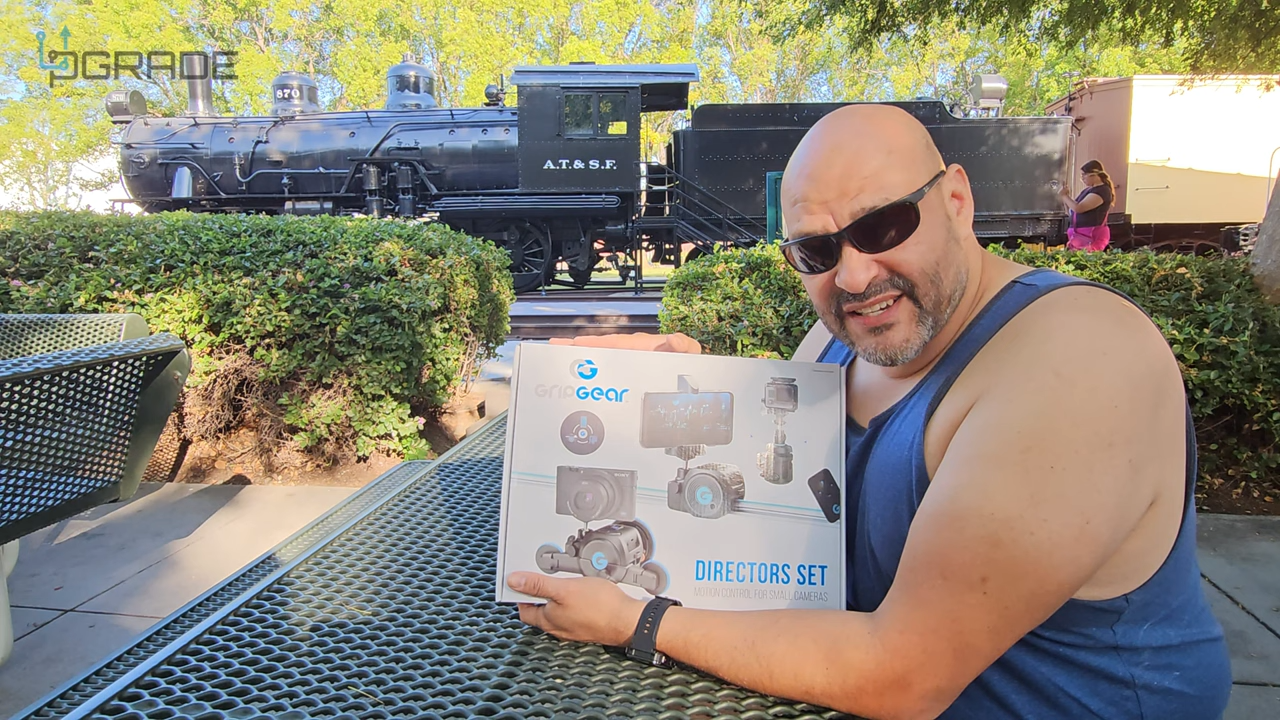 UPGRADE
870
A.T.& S.F.
GRIPGEAR
DIRECTORS SET
MOTION CONTROL FOR SMALL CAMERAS